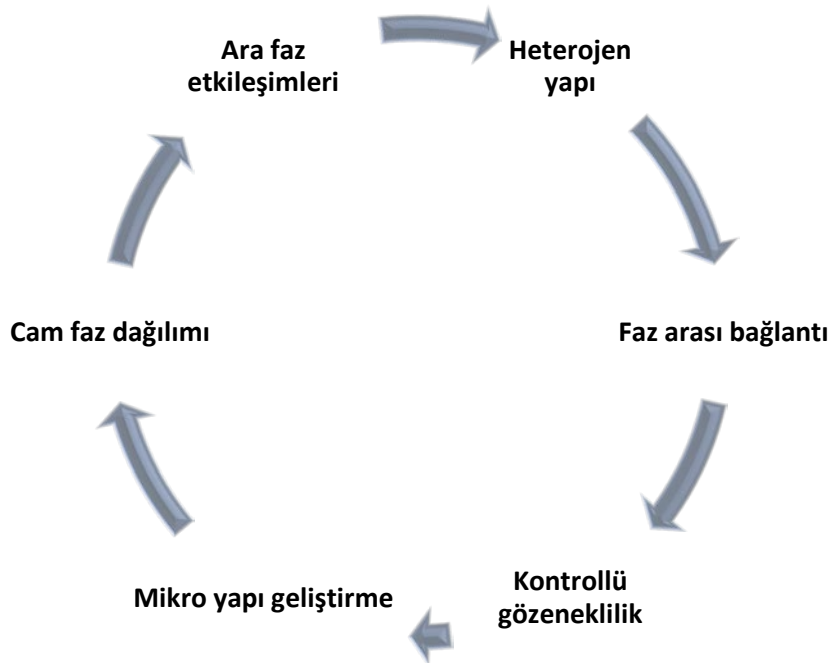 Ara faz
etkileşimleri
Heterojen
yapı
Cam faz dağılımı
Faz arası bağlantı
Mikro yapı geliştirme
Kontrollü
gözeneklilik